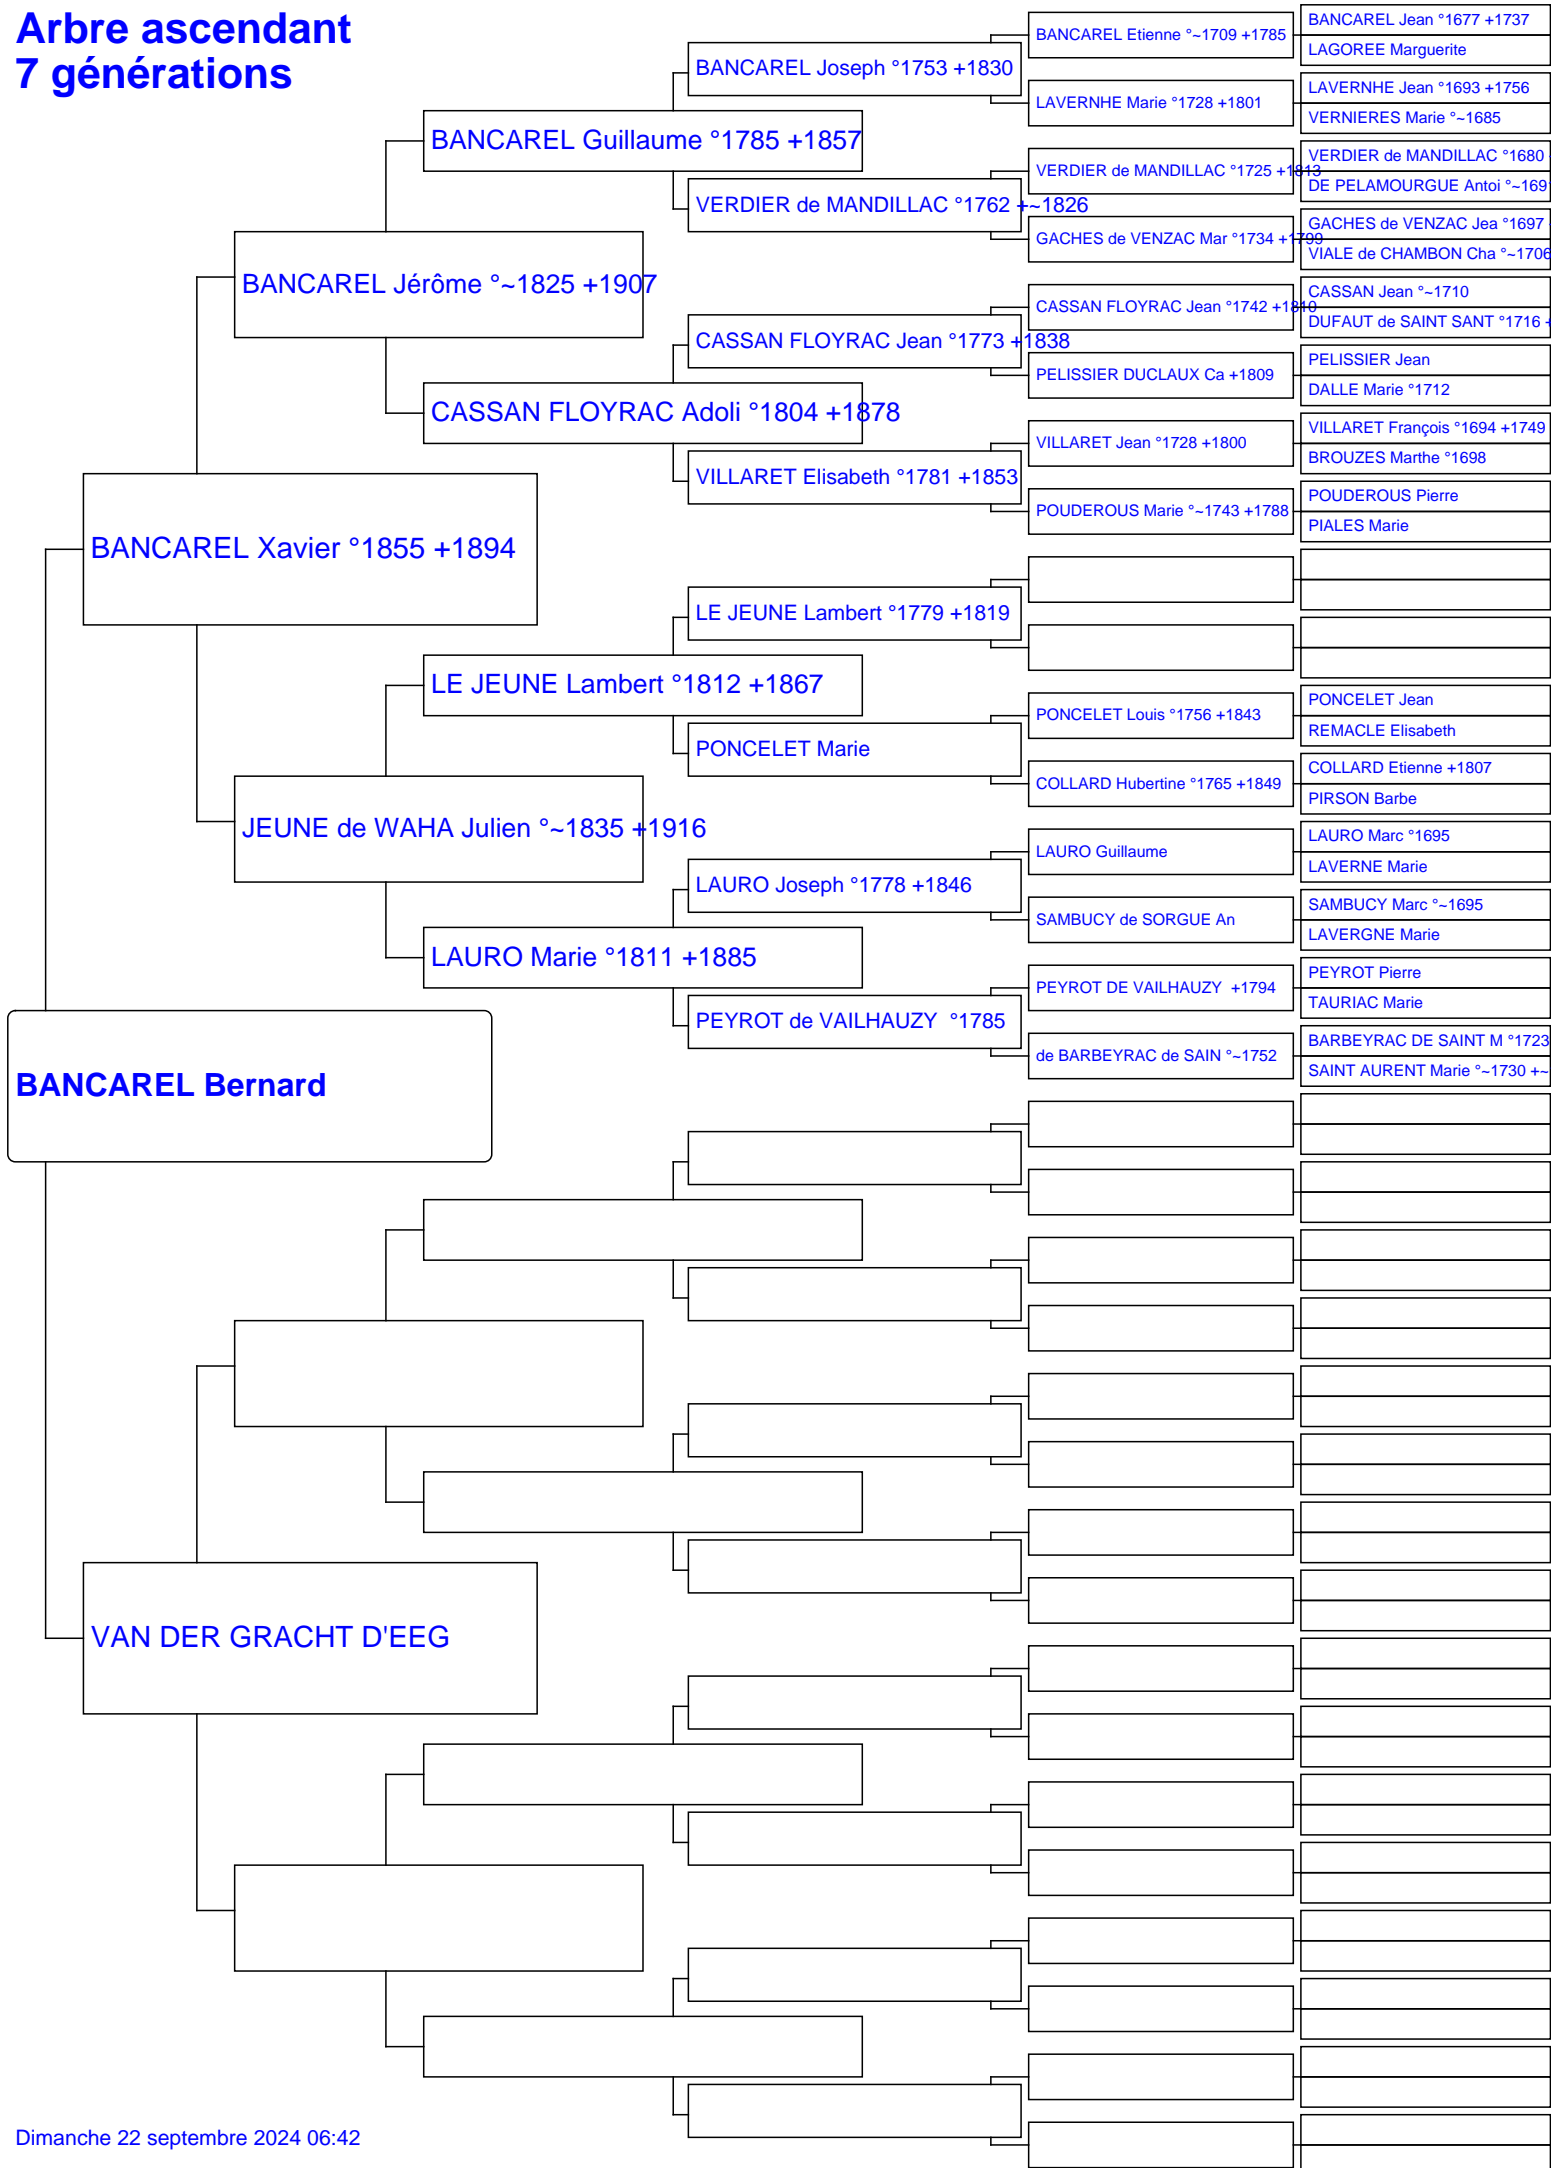 Arbre ascendant
7 générations
BANCAREL Jean °1677 +1737
BANCAREL Etienne °~1709 +1785
LAGOREE Marguerite
BANCAREL Joseph °1753 +1830
LAVERNHE Jean °1693 +1756
LAVERNHE Marie °1728 +1801
VERNIERES Marie °~1685
BANCAREL Guillaume °1785 +1857
VERDIER de MANDILLAC °1680
VERDIER de MANDILLAC °1725 +1813
DE PELAMOURGUE Antoi °~169
VERDIER de MANDILLAC °1762 +~1826
GACHES de VENZAC Jea °1697
GACHES de VENZAC Mar °1734 +1799
VIALE de CHAMBON Cha °~1706
BANCAREL Jérôme °~1825 +1907
CASSAN Jean °~1710
CASSAN FLOYRAC Jean °1742 +1810
DUFAUT de SAINT SANT °1716 +
CASSAN FLOYRAC Jean °1773 +1838
PELISSIER Jean
PELISSIER DUCLAUX Ca +1809
DALLE Marie °1712
CASSAN FLOYRAC Adoli °1804 +1878
VILLARET François °1694 +1749
VILLARET Jean °1728 +1800
BROUZES Marthe °1698
VILLARET Elisabeth °1781 +1853
POUDEROUS Pierre
POUDEROUS Marie °~1743 +1788
PIALES Marie
BANCAREL Xavier °1855 +1894
LE JEUNE Lambert °1779 +1819
LE JEUNE Lambert °1812 +1867
PONCELET Jean
PONCELET Louis °1756 +1843
REMACLE Elisabeth
PONCELET Marie
COLLARD Etienne +1807
COLLARD Hubertine °1765 +1849
PIRSON Barbe
JEUNE de WAHA Julien °~1835 +1916
LAURO Marc °1695
LAURO Guillaume
LAVERNE Marie
LAURO Joseph °1778 +1846
SAMBUCY Marc °~1695
SAMBUCY de SORGUE An
LAVERGNE Marie
LAURO Marie °1811 +1885
PEYROT Pierre
PEYROT DE VAILHAUZY +1794
TAURIAC Marie
PEYROT de VAILHAUZY °1785
BARBEYRAC DE SAINT M °1723
de BARBEYRAC de SAIN °~1752
SAINT AURENT Marie °~1730 +~
BANCAREL Bernard
VAN DER GRACHT D'EEG
Dimanche 22 septembre 2024 06:42